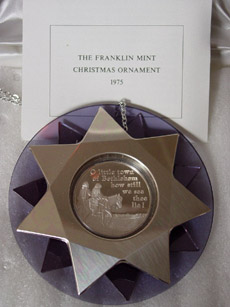 THE FRANKLIN MINT
CHRISTMAS ORNAMENT
1975
O little town
of Bethlehem
how still
we see
thee
lie!